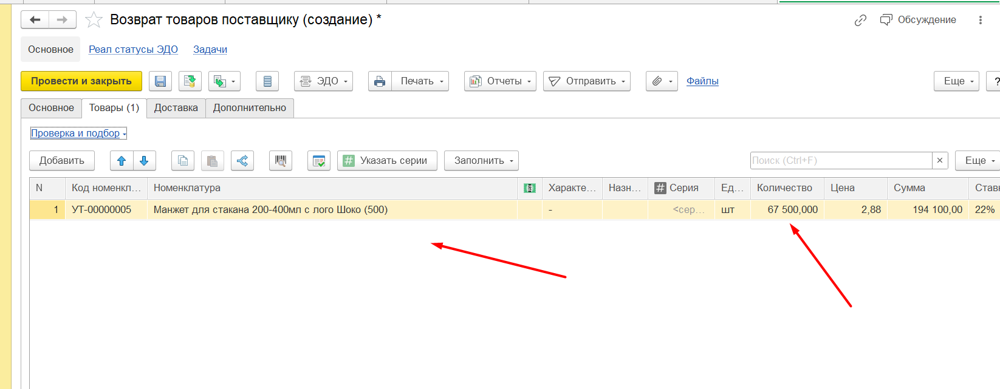 Возврат товаров поставщику (создание) *
Обсуждение
Основное Реал статусы ЭДО Задачи
Провести и закрыть ЭДО Печать Отчеты Отправить Файлы Еще ?
Основное Товары (1) Доставка Дополнительно
Проверка и подбор
Добавить # Указать серии Заполнить Поиск (Ctrl+F) × Еще
N Код номенкл... Номенклатура Характе... Назн... # Серия Ед... Количество Цена Сумма
1 УТ-00000005 Манжет для стакана 200-400мл с лого Шоко (500) - <сер... шт 67 500,000 2,88 194 100,00 22%